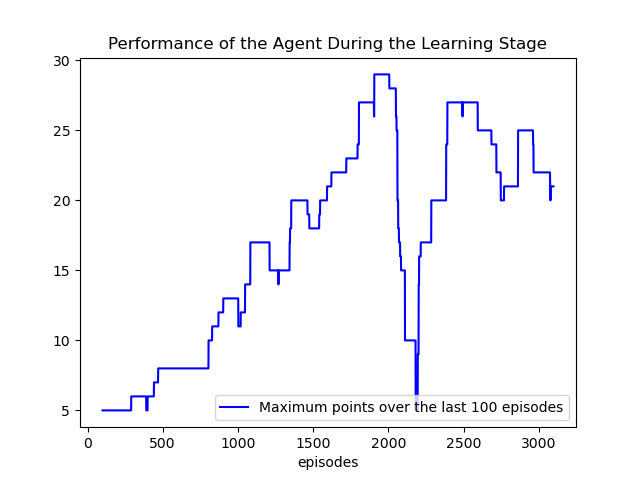 Performance of the Agent During the Learning Stage
30
25
20
15
10
5
Maximum points over the last 100 episodes
0 500 1000 1500 2000 2500 3000
episodes